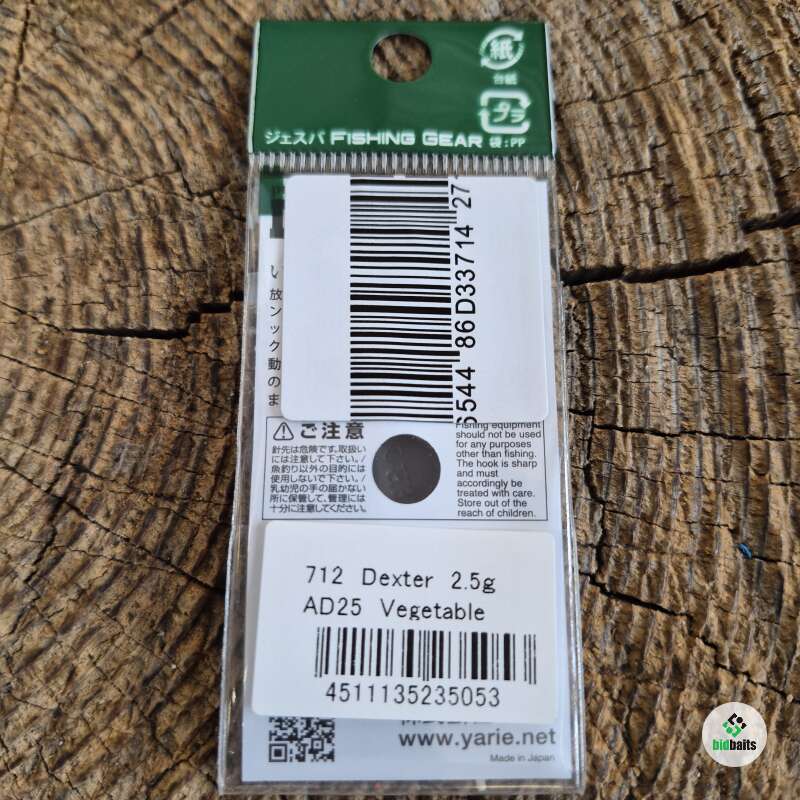 紙
台紙
プラ
ジェスパ FISHING GEAR 袋:PP
6544 86D33714 27
い
放
ンッ
ク
動
の
ま
ご注意
針先は危険です。取扱い
には注意して下さい。/
魚釣り以外の目的には
使用しないで下さい。/
乳幼児の手の届かない
所に保管して、管理には
十分に注意してください。
Fishing equipment
should not be used
for any purposes
other than fishing.
The hook is sharp
and must
accordingly be
treated with care.
Store out of the
reach of children.
712 Dexter 2.5g
AD25 Vegetable
4511135235053
www.yarie.net
Made in Japan
bidbaits